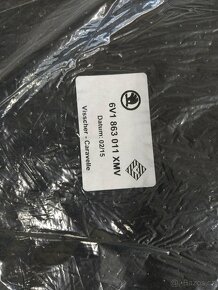 6V1 863 011 XMV
Datum: 02/15
Visscher - Caravelle